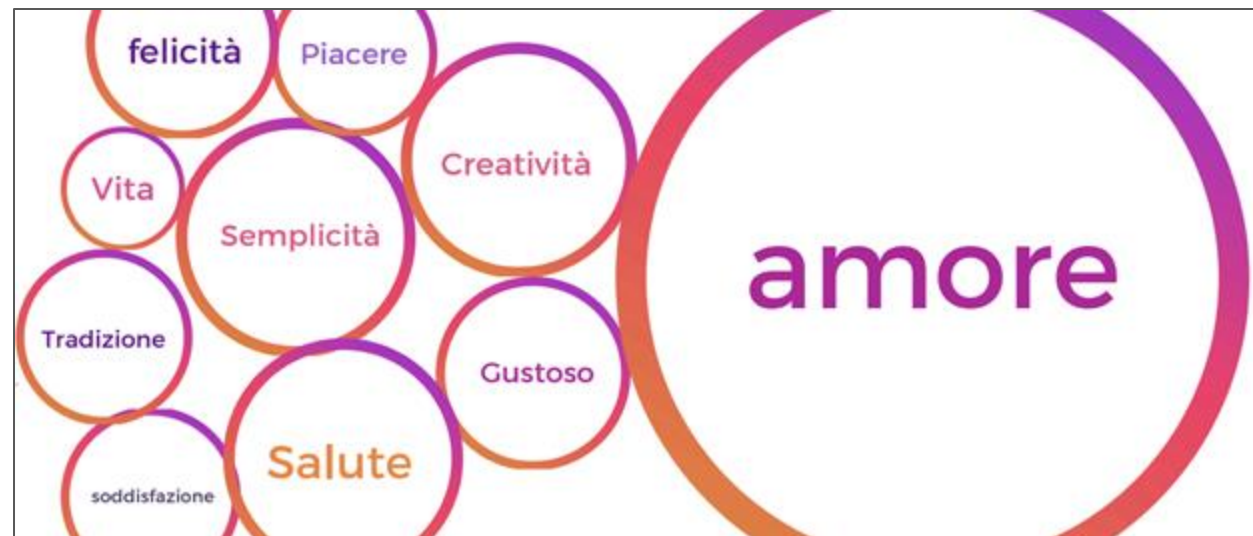 felicità
Piacere
Creatività
Vita
Semplicità
amore
Tradizione
Gustoso
Salute
soddisfazione